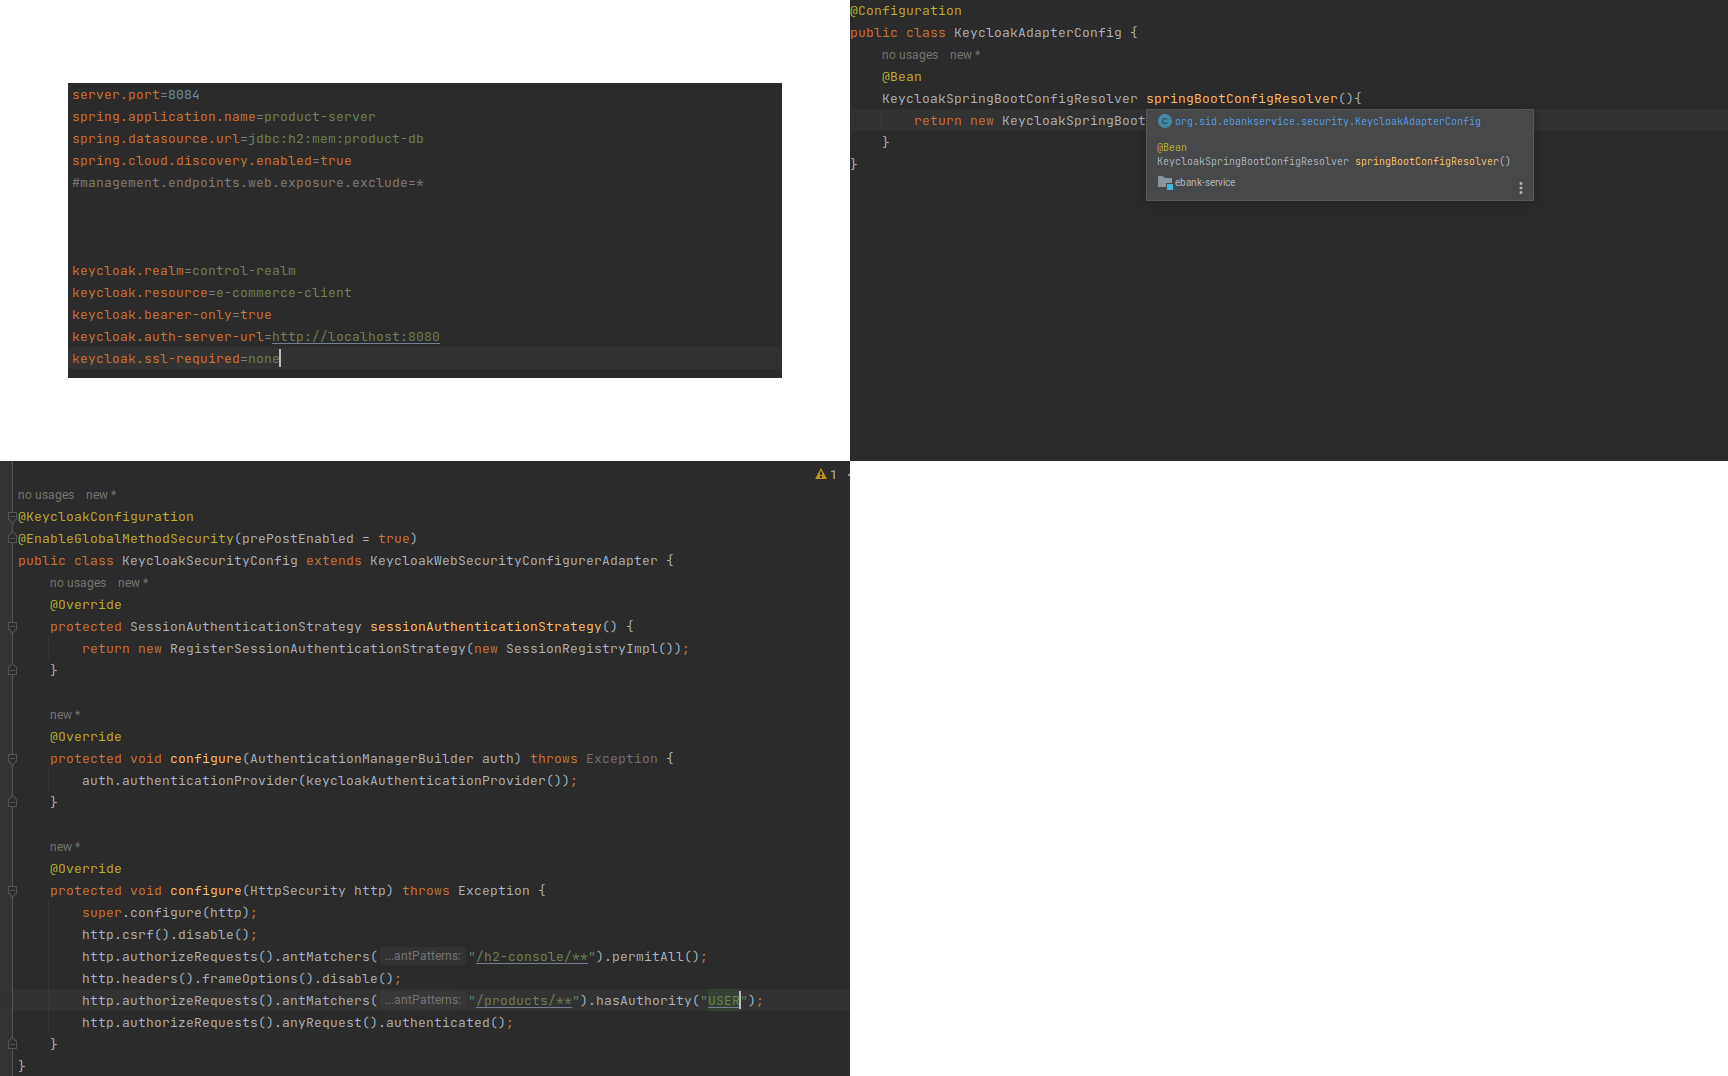 server.port=8084
spring.application.name=product-server
spring.datasource.url=jdbc:h2:mem:product-db
spring.cloud.discovery.enabled=true
#management.endpoints.web.exposure.exclude=*
keycloak.realm=control-realm
keycloak.resource=e-commerce-client
keycloak.bearer-only=true
keycloak.auth-server-url=http://localhost:8080
keycloak.ssl-required=none
@Configuration
public class KeycloakAdapterConfig {
no usages new *
@Bean
KeycloakSpringBootConfigResolver springBootConfigResolver(){
return new KeycloakSpringBoot
}
}
org.sid.ebankservice.security.KeycloakAdapterConfig
@Bean
KeycloakSpringBootConfigResolver springBootConfigResolver()
ebank-service
1
no usages new *
@KeycloakConfiguration
@EnableGlobalMethodSecurity(prePostEnabled = true)
public class KeycloakSecurityConfig extends KeycloakWebSecurityConfigurerAdapter {
no usages new *
@Override
protected SessionAuthenticationStrategy sessionAuthenticationStrategy() {
return new RegisterSessionAuthenticationStrategy(new SessionRegistryImpl());
}
new *
@Override
protected void configure(AuthenticationManagerBuilder auth) throws Exception {
auth.authenticationProvider(keycloakAuthenticationProvider());
}
new *
@Override
protected void configure(HttpSecurity http) throws Exception {
super.configure(http);
http.csrf().disable();
http.authorizeRequests().antMatchers( ...antPatterns: "/h2-console/**").permitAll();
http.headers().frameOptions().disable();
http.authorizeRequests().antMatchers( ...antPatterns: "/products/**").hasAuthority("USER");
http.authorizeRequests().anyRequest().authenticated();
}
}